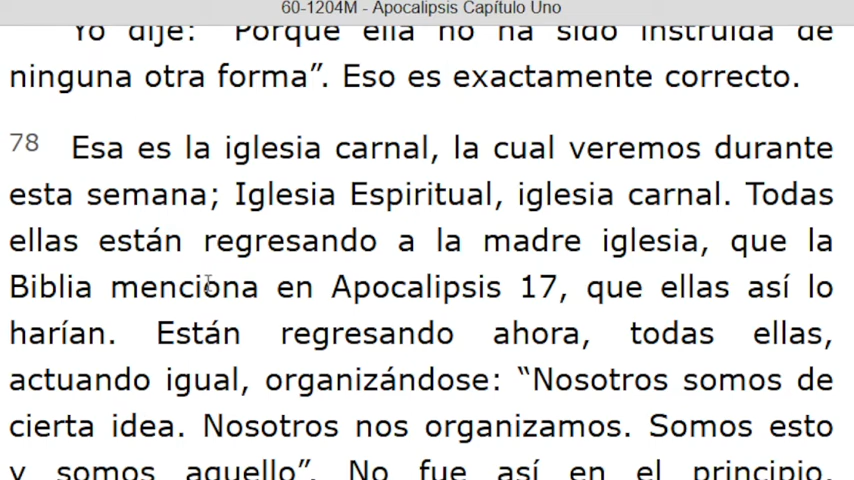 60-1204M - Apocalipsis Capítulo Uno
Yo dije: “Porque ella no ha sido instruida de
ninguna otra forma”. Eso es exactamente correcto.
78 Esa es la iglesia carnal, la cual veremos durante
esta semana; Iglesia Espiritual, iglesia carnal. Todas
ellas están regresando a la madre iglesia, que la
Biblia menciona en Apocalipsis 17, que ellas así lo
harían. Están regresando ahora, todas ellas,
actuando igual, organizándose: “Nosotros somos de
cierta idea. Nosotros nos organizamos. Somos esto
y somos aquello”. No fue así en el principio.